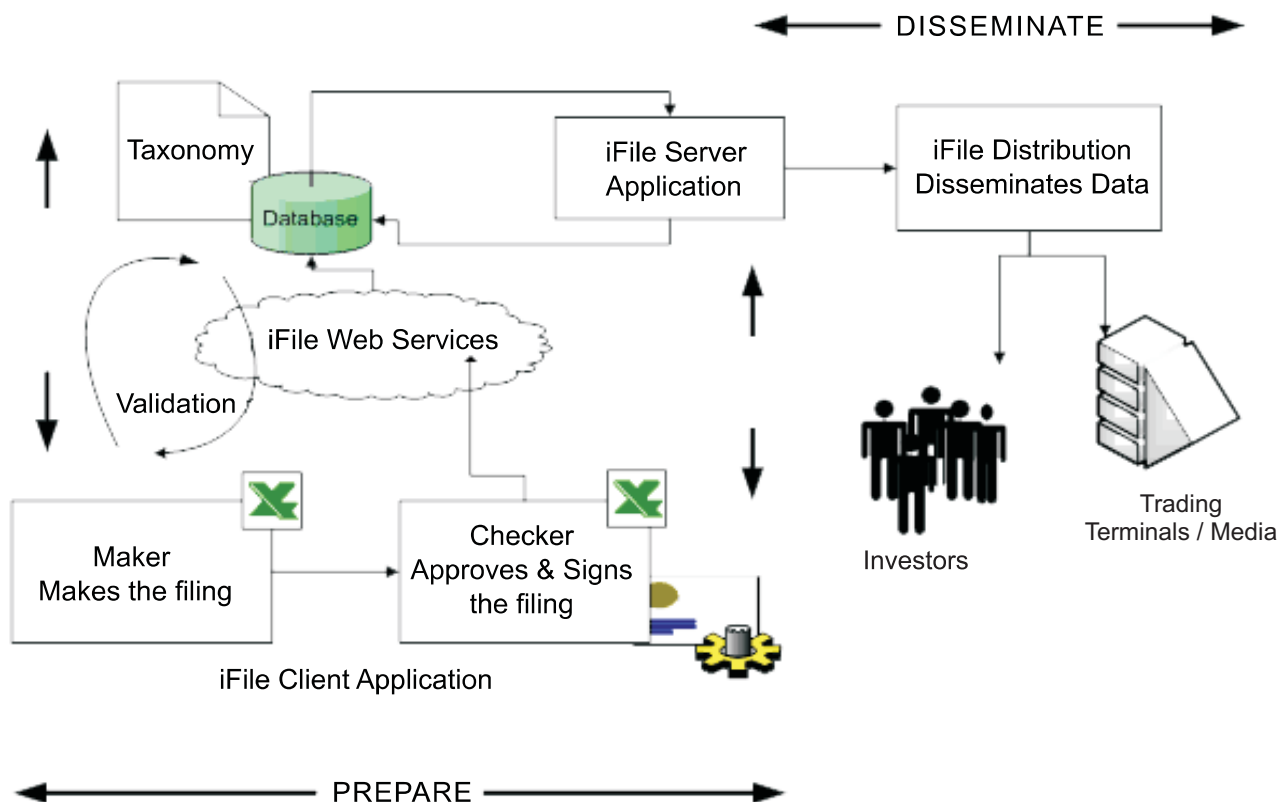 DISSEMINATE
Taxonomy
Database
iFile Server
Application
iFile Distribution
Disseminates Data
iFile Web Services
Validation
Maker
Makes the filing
Checker
Approves & Signs
the filing
Investors
Trading
Terminals / Media
iFile Client Application
PREPARE